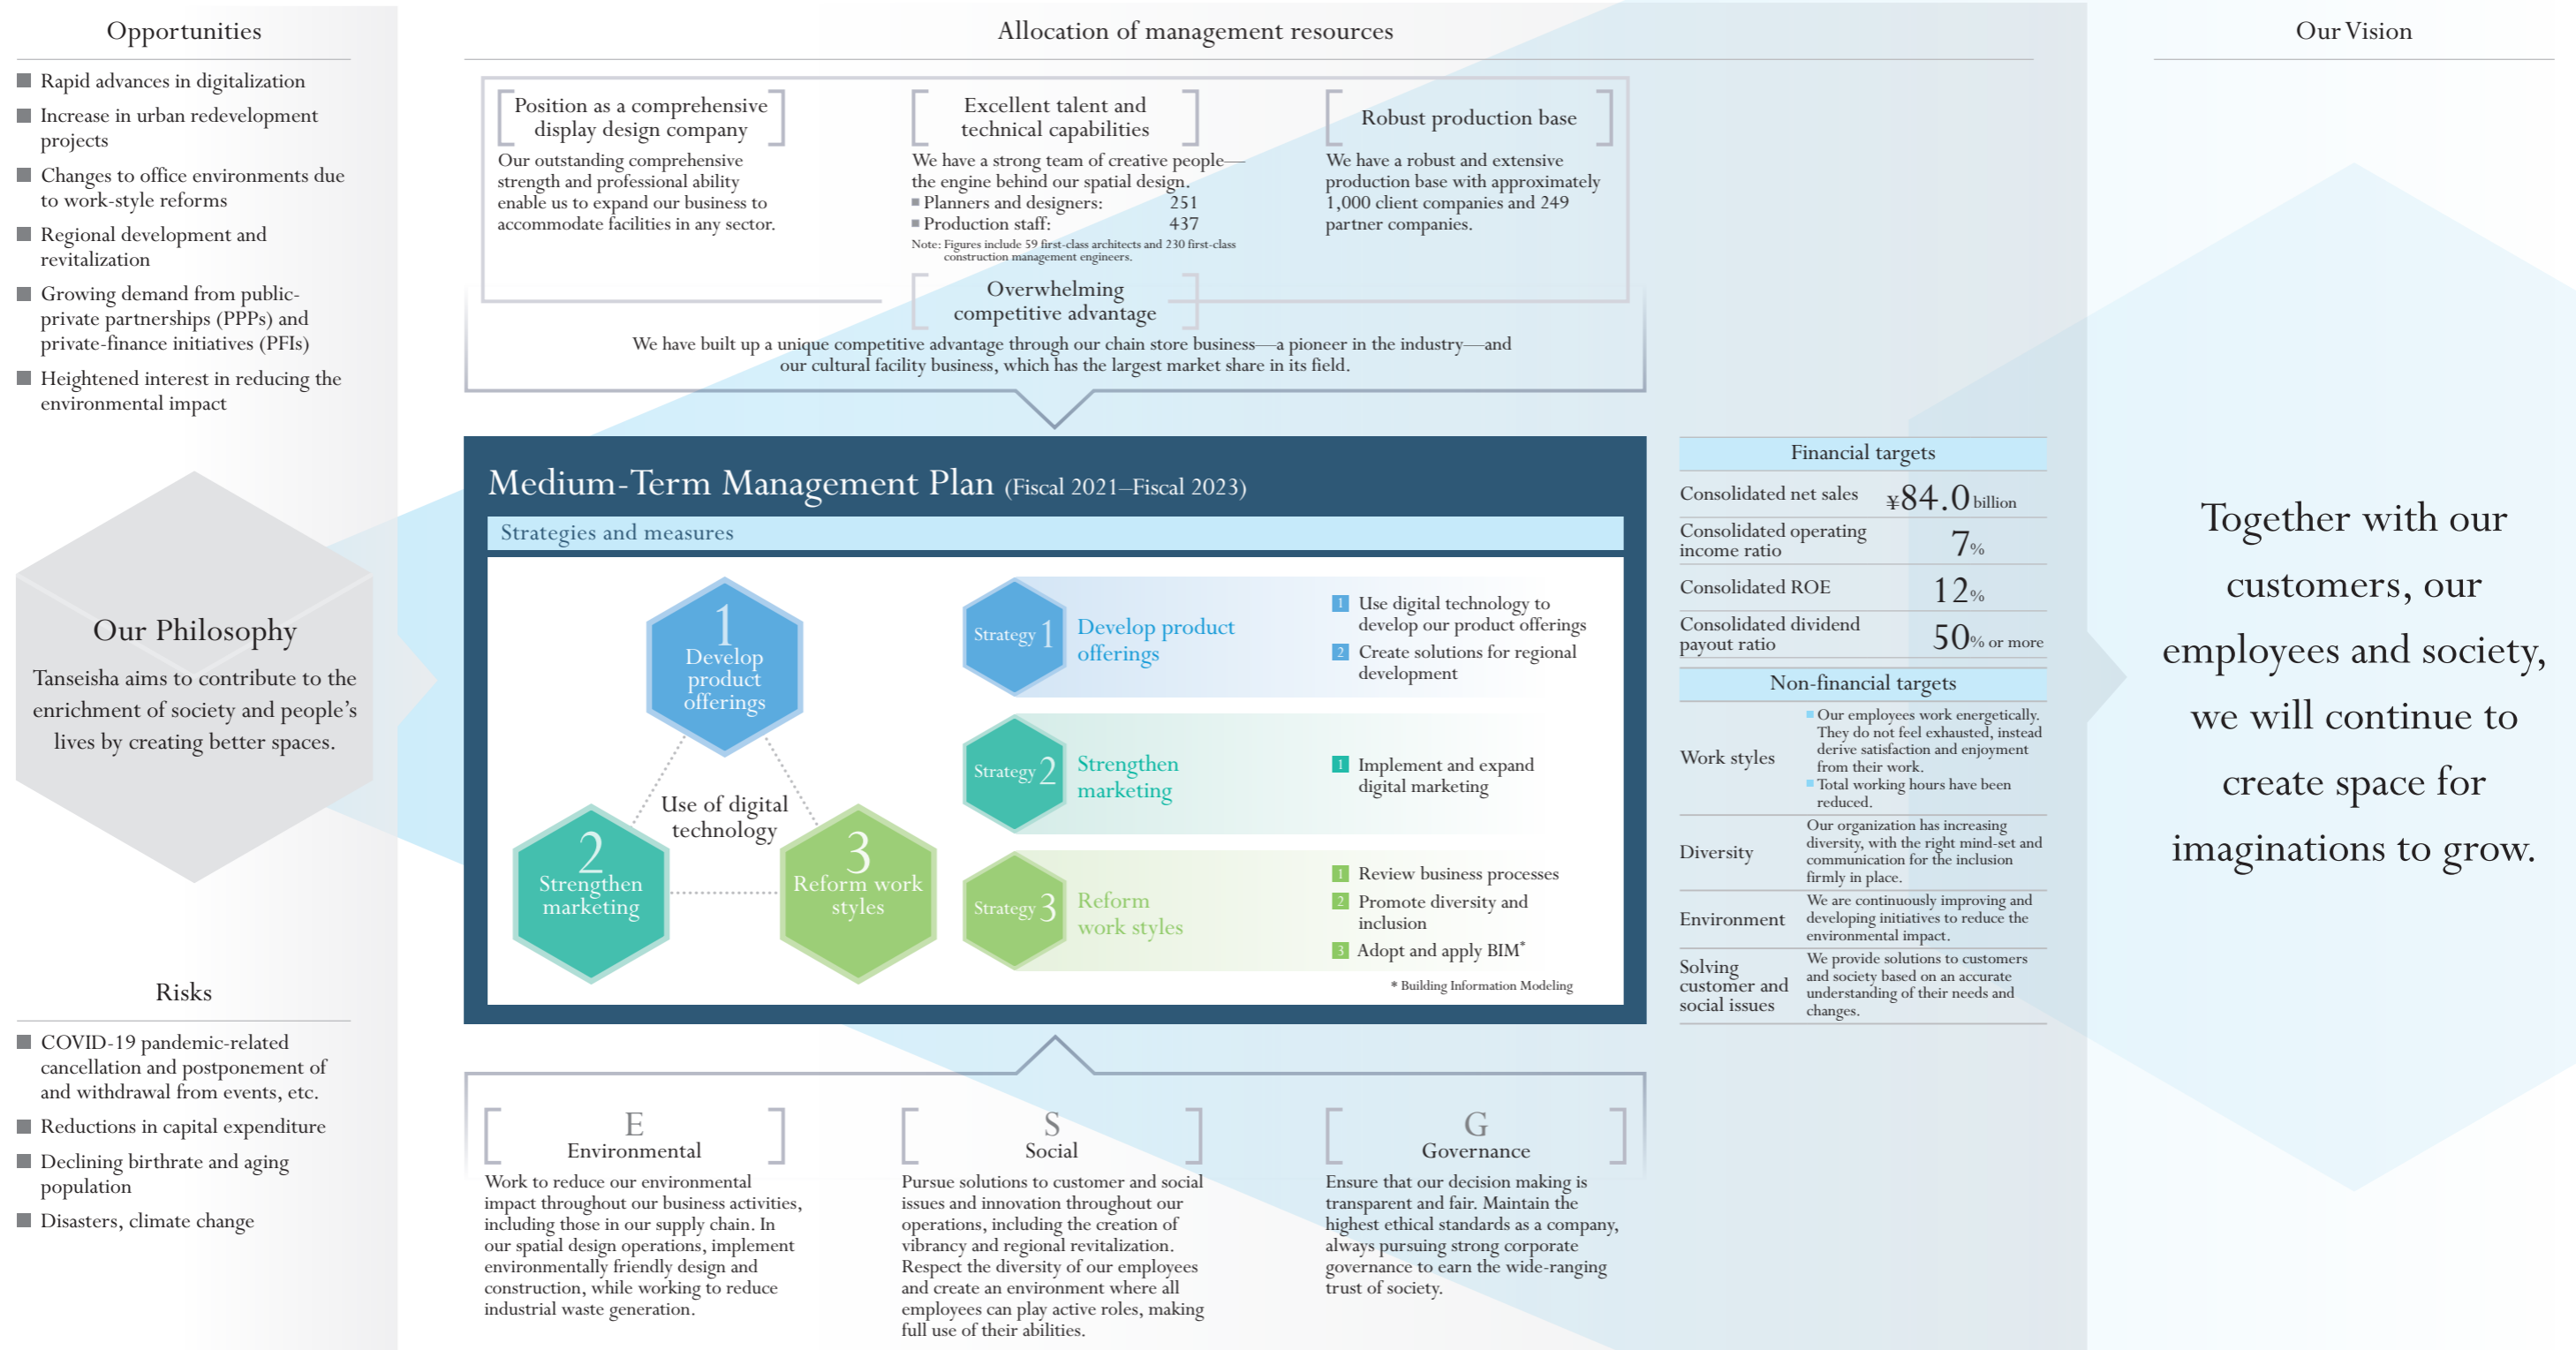 Opportunities
Rapid advances in digitalization
Increase in urban redevelopment
projects
Changes to office environments due
to work-style reforms
Regional development and
revitalization
Growing demand from public-
private partnerships (PPPs) and
private-finance initiatives (PFIs)
Heightened interest in reducing the
environmental impact
Our Philosophy
Tanseisha aims to contribute to the
enrichment of society and people's
lives by creating better spaces.
Risks
COVID-19 pandemic-related
cancellation and postponement of
and withdrawal from events, etc.
Reductions in capital expenditure
Declining birthrate and aging
population
Disasters, climate change
Allocation of management resources
Position as a comprehensive
display design company
Our outstanding comprehensive
strength and professional ability
enable us to expand our business to
accommodate facilities in any sector.
Excellent talent and
technical capabilities
We have a strong team of creative people—
the engine behind our spatial design.
Planners and designers: 251
Production staff: 437
Note: Figures include 59 first-class architects and 230 first-class
construction management engineers.
Robust production base
We have a robust and extensive
production base with approximately
1,000 client companies and 249
partner companies.
Overwhelming
competitive advantage
We have built up a unique competitive advantage through our chain store business—a pioneer in the industry—and
our cultural facility business, which has the largest market share in its field.
Medium-Term Management Plan (Fiscal 2021–Fiscal 2023)
Strategies and measures
1
Develop
product
offerings
Use of digital
technology
2
Strengthen
marketing
3
Reform work
styles
Strategy 1
Develop product
offerings
1 Use digital technology to
develop our product offerings
2 Create solutions for regional
development
Strategy 2
Strengthen
marketing
1 Implement and expand
digital marketing
Strategy 3
Reform
work styles
1 Review business processes
2 Promote diversity and
inclusion
3 Adopt and apply BIM*
* Building Information Modeling
Financial targets
Consolidated net sales ¥84.0 billion
Consolidated operating
income ratio 7%
Consolidated ROE 12%
Consolidated dividend
payout ratio 50% or more
Non-financial targets
Work styles
Our employees work energetically.
They do not feel exhausted, instead
derive satisfaction and enjoyment
from their work.
Total working hours have been
reduced.
Diversity
Our organization has increasing
diversity, with the right mind-set and
communication for the inclusion
firmly in place.
Environment
We are continuously improving and
developing initiatives to reduce the
environmental impact.
Solving
customer and
social issues
We provide solutions to customers
and society based on an accurate
understanding of their needs and
changes.
E
Environmental
Work to reduce our environmental
impact throughout our business activities,
including those in our supply chain. In
our spatial design operations, implement
environmentally friendly design and
construction, while working to reduce
industrial waste generation.
S
Social
Pursue solutions to customer and social
issues and innovation throughout our
operations, including the creation of
vibrancy and regional revitalization.
Respect the diversity of our employees
and create an environment where all
employees can play active roles, making
full use of their abilities.
G
Governance
Ensure that our decision making is
transparent and fair. Maintain the
highest ethical standards as a company,
always pursuing strong corporate
governance to earn the wide-ranging
trust of society.
Our Vision
Together with our
customers, our
employees and society,
we will continue to
create space for
imaginations to grow.